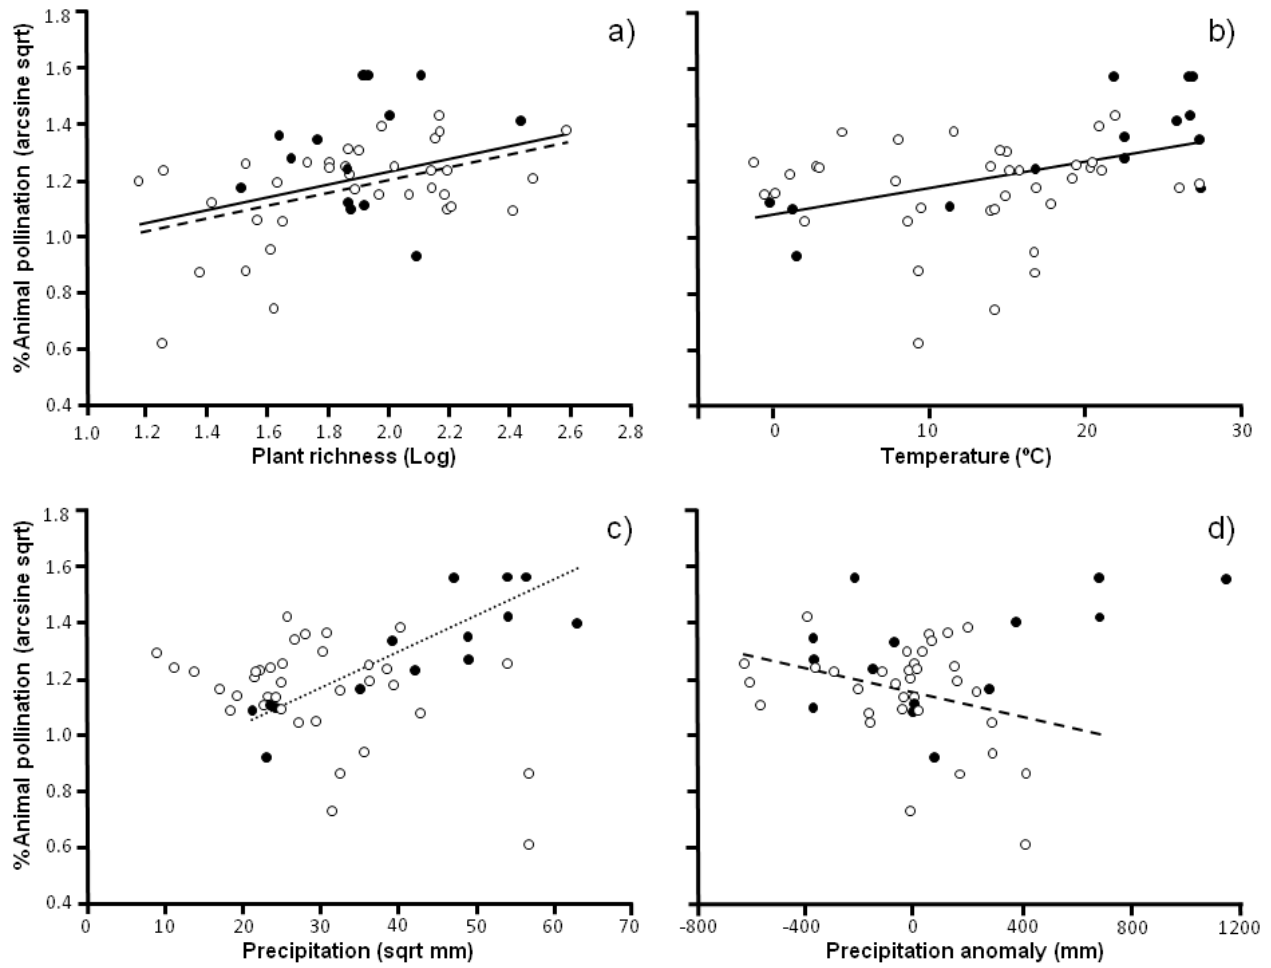 a)
%Animal pollination (arcsine sqrt)
1.8
1.6
1.4
1.2
1.0
0.8
0.6
0.4
1.0 1.2 1.4 1.6 1.8 2.0 2.2 2.4 2.6 2.8
Plant richness (Log)
b)
0 10 20 30
Temperature (ºC)
c)
%Animal pollination (arcsine sqrt)
1.8
1.6
1.4
1.2
1.0
0.8
0.6
0.4
0 10 20 30 40 50 60 70
Precipitation (sqrt mm)
d)
-800 -400 0 400 800 1200
Precipitation anomaly (mm)